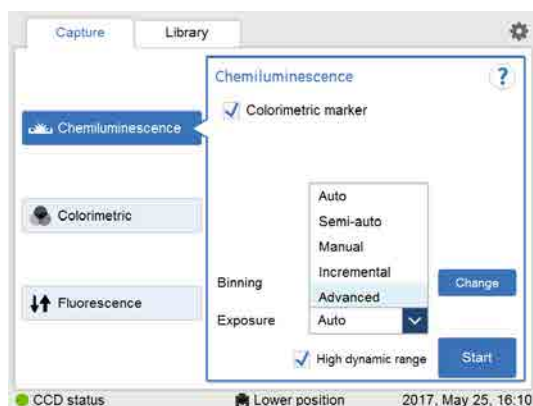 Capture
Library
Chemiluminescence
?
Colorimetric marker
Chemiluminescence
Colorimetric
Fluorescence
Auto
Semi-auto
Manual
Incremental
Advanced
Binning
Change
Exposure
Auto
High dynamic range
Start
CCD status
Lower position
2017, May 25, 16:10